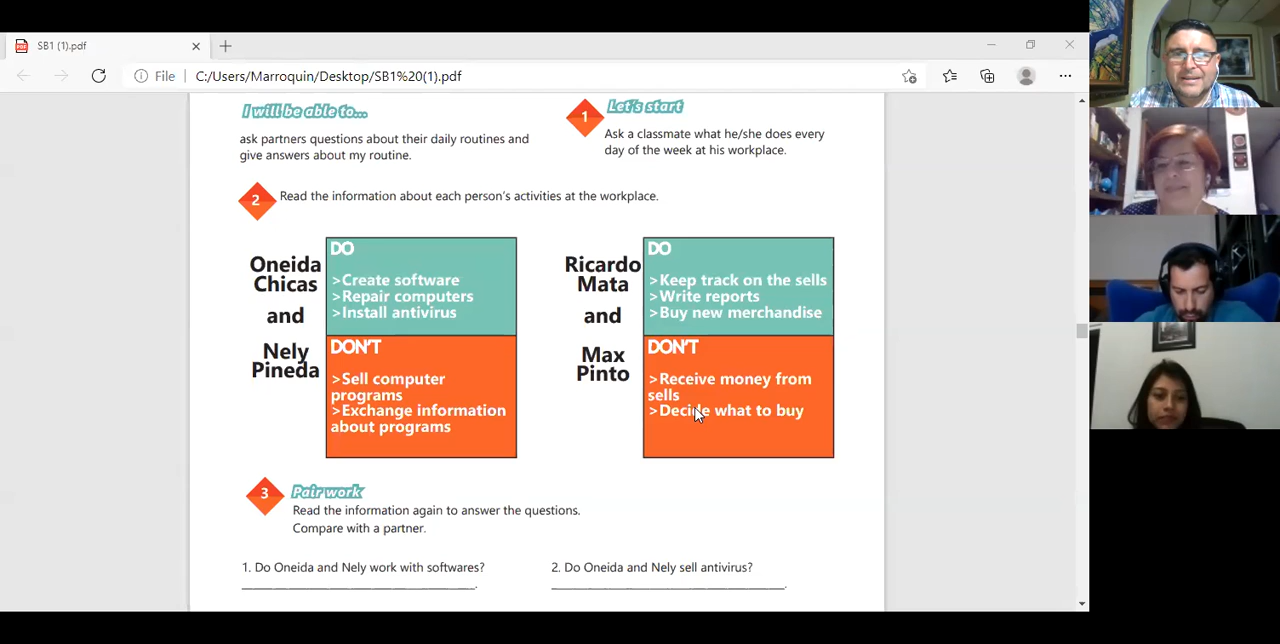 SB1 (1).pdf
File
C:/Users/Marroquin/Desktop/SB1%20(1).pdf
I will be able to...
ask partners questions about their daily routines and
give answers about my routine.
1
Let's start
Ask a classmate what he/she does every
day of the week at his workplace.
2
Read the information about each person's activities at the workplace.
Oneida
Chicas
and
Nely
Pineda
DO
>Create software
>Repair computers
>Install antivirus
DON'T
>Sell computer
programs
>Exchange information
about programs
Ricardo
Mata
and
Max
Pinto
DO
>Keep track on the sells
>Write reports
>Buy new merchandise
DON'T
>Receive money from
sells
>Decide what to buy
3
Pair work
Read the information again to answer the questions.
Compare with a partner.
1. Do Oneida and Nely work with softwares?
2. Do Oneida and Nely sell antivirus?